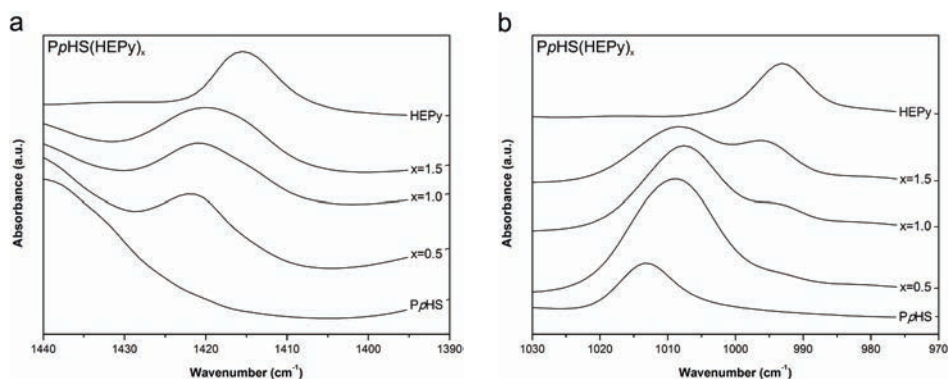 a
PpHS(HEPy)x
HEPy
x=1.5
x=1.0
x=0.5
PpHS
Absorbance (a.u.)
1440 1430 1420 1410 1400 1390
Wavenumber (cm⁻¹)
b
PpHS(HEPy)x
HEPy
x=1.5
x=1.0
x=0.5
PpHS
Absorbance (a.u.)
1030 1020 1010 1000 990 980 970
Wavenumber (cm⁻¹)